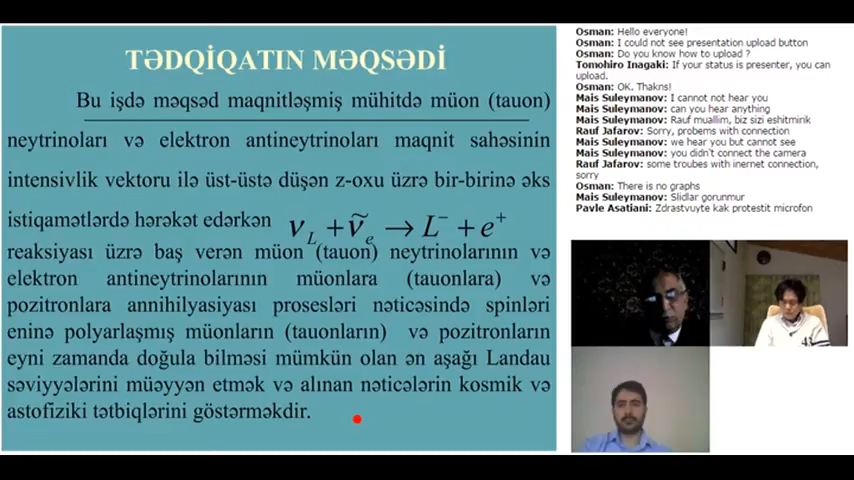 TƏDQİQATIN MƏQSƏDİ
Bu işdə məqsəd maqnitləşmiş mühitdə müon (tauon)
neytrinoları və elektron antineytrinoları maqnit sahəsinin
intensivlik vektoru ilə üst-üstə düşən z-oxu üzrə bir-birinə əks
istiqamətlərdə hərəkət edərkən ν_L + ν̃_e → L⁻ + e⁺
reaksiyası üzrə baş verən müon (tauon) neytrinolarının və
elektron antineytrinolarının müonlara (tauonlara) və
pozitronlara annihilyasiyası prosesləri nəticəsində spinləri
eninə polyarlaşmış müonların (tauonların) və pozitronların
eyni zamanda doğula bilməsi mümkün olan ən aşağı Landau
səviyyələrini müəyyən etmək və alınan nəticələrin kosmik və
astofiziki tətbiqlərini göstərməkdir.
Osman: Hello everyone!
Osman: I could not see presentation upload button
Osman: Do you know how to upload ?
Tomohiro Inagaki: If your status is presenter, you can
upload.
Osman: OK. Thakns!
Mais Suleymanov: I cannot not hear you
Mais Suleymanov: can you hear anything
Mais Suleymanov: Rauf muallim, biz sizi eshitmirik
Rauf Jafarov: Sorry, probems with connection
Mais Suleymanov: we hear you but cannot see
Mais Suleymanov: you didn't connect the camera
Rauf Jafarov: some troubes with inernet connection,
sorry
Osman: There is no graphs
Mais Suleymanov: Slidlar gorunmur
Pavle Asatiani: Zdrastvuyte kak protestit microfon